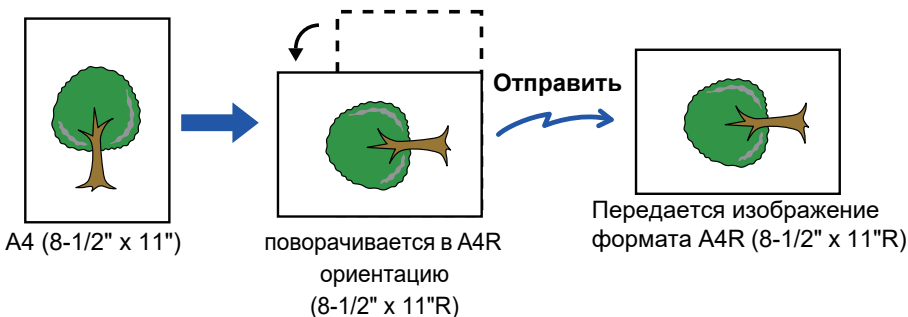 A4 (8-1/2" x 11")
поворачивается в A4R
ориентацию
(8-1/2" x 11"R)
Отправить
Передается изображение
формата A4R (8-1/2" x 11"R)